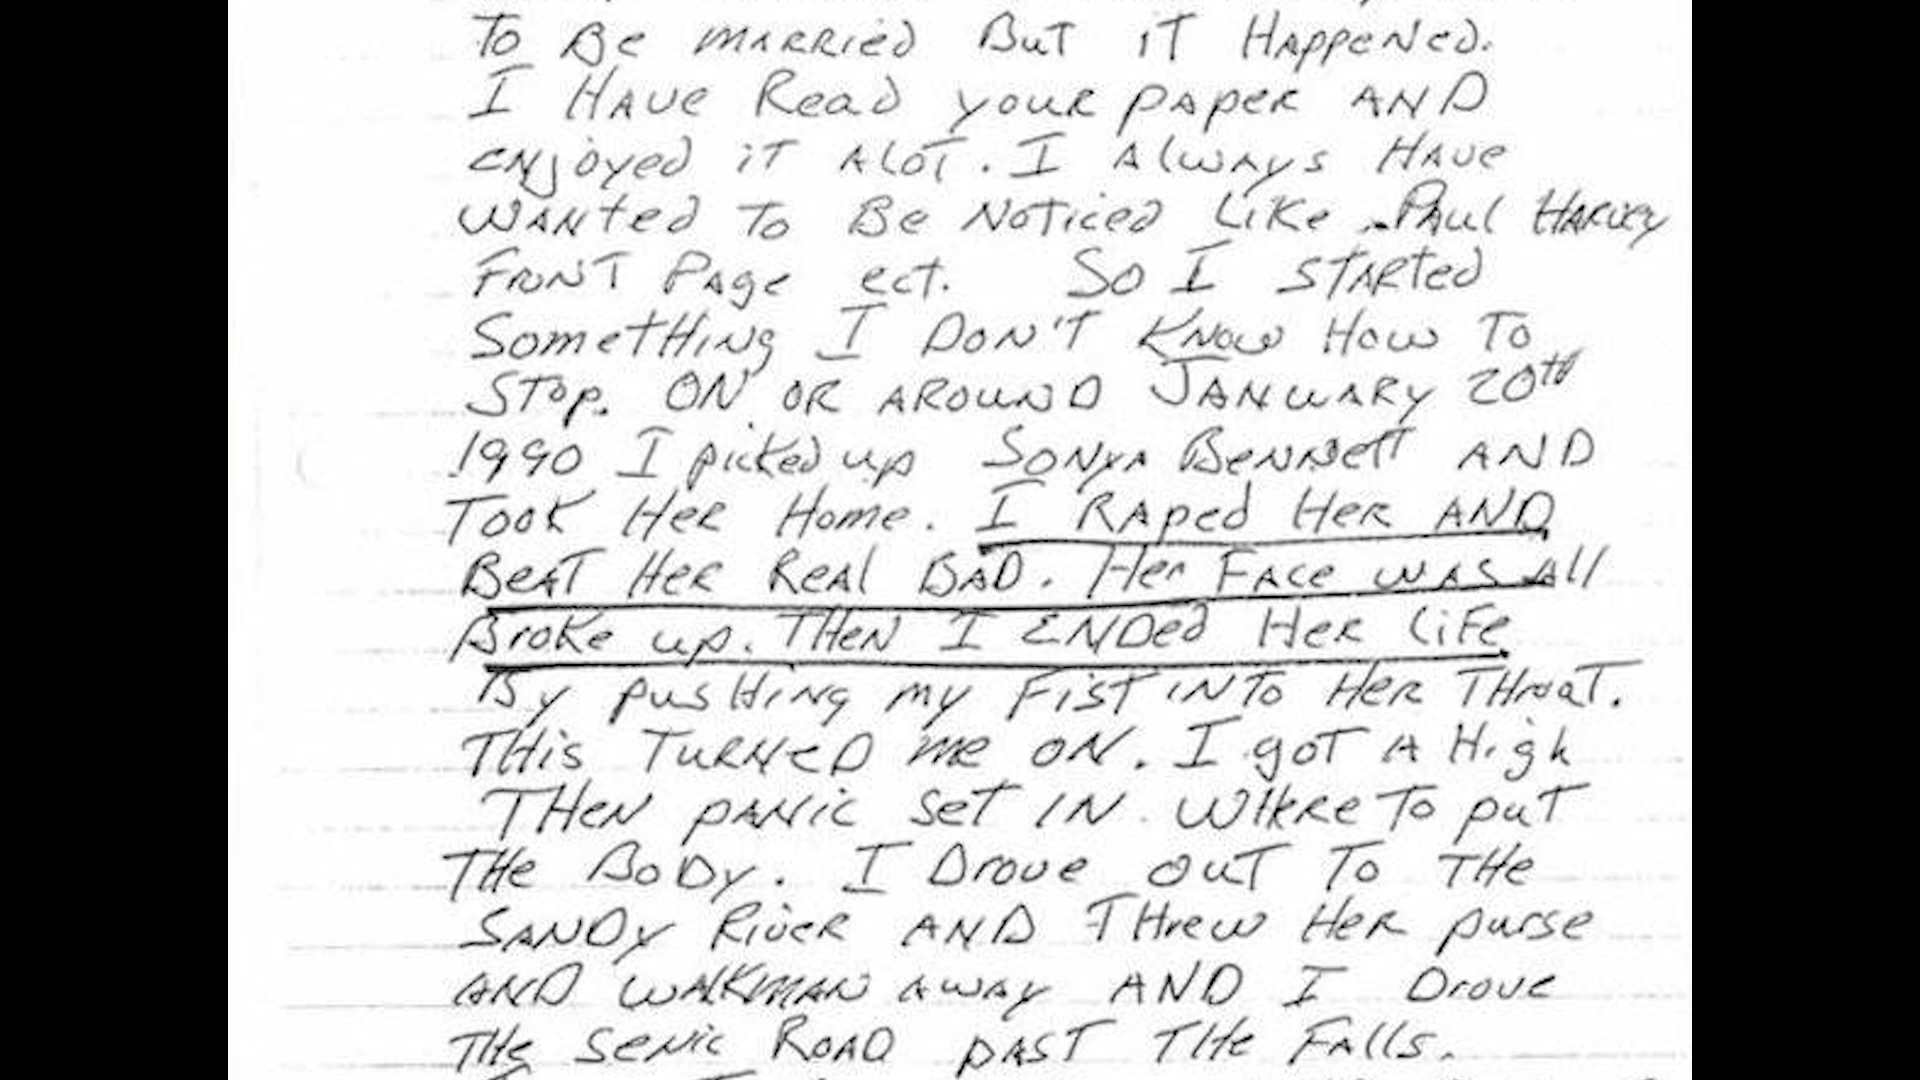 To Be MARRied But iT HAppeNed.
I HAVe Read youR pApeR AND
eNjoyed iT AloT. I AlwAys HAve
WANted To Be NoTiced Like PAul HARvey
FRoNT PAge ect. So I STARTed
SomeTHiNg I DoN'T KNow How To
STop. ON OR AROUND JANUARY 20th
1990 I picked up SoNyA BeNNeTT AND
Took HeR Home. I RAped HeR AND
BeAT HeR ReAl BAD. Her FAce wAs All
BRoke up. THeN I ENDed HeR LiFe
By pusHiNg my FisT iNTo HeR THRoaT.
THis TuRNeD me oN. I goT A High
THeN pANic seT iN. WHeRe To puT
THe BoDy. I DRove ouT To THe
SANDy RiveR AND THRew HeR puRse
AND WAlkmAN AwAy AND I DRove
THe SeNic RoAD pAsT THe FAlls.